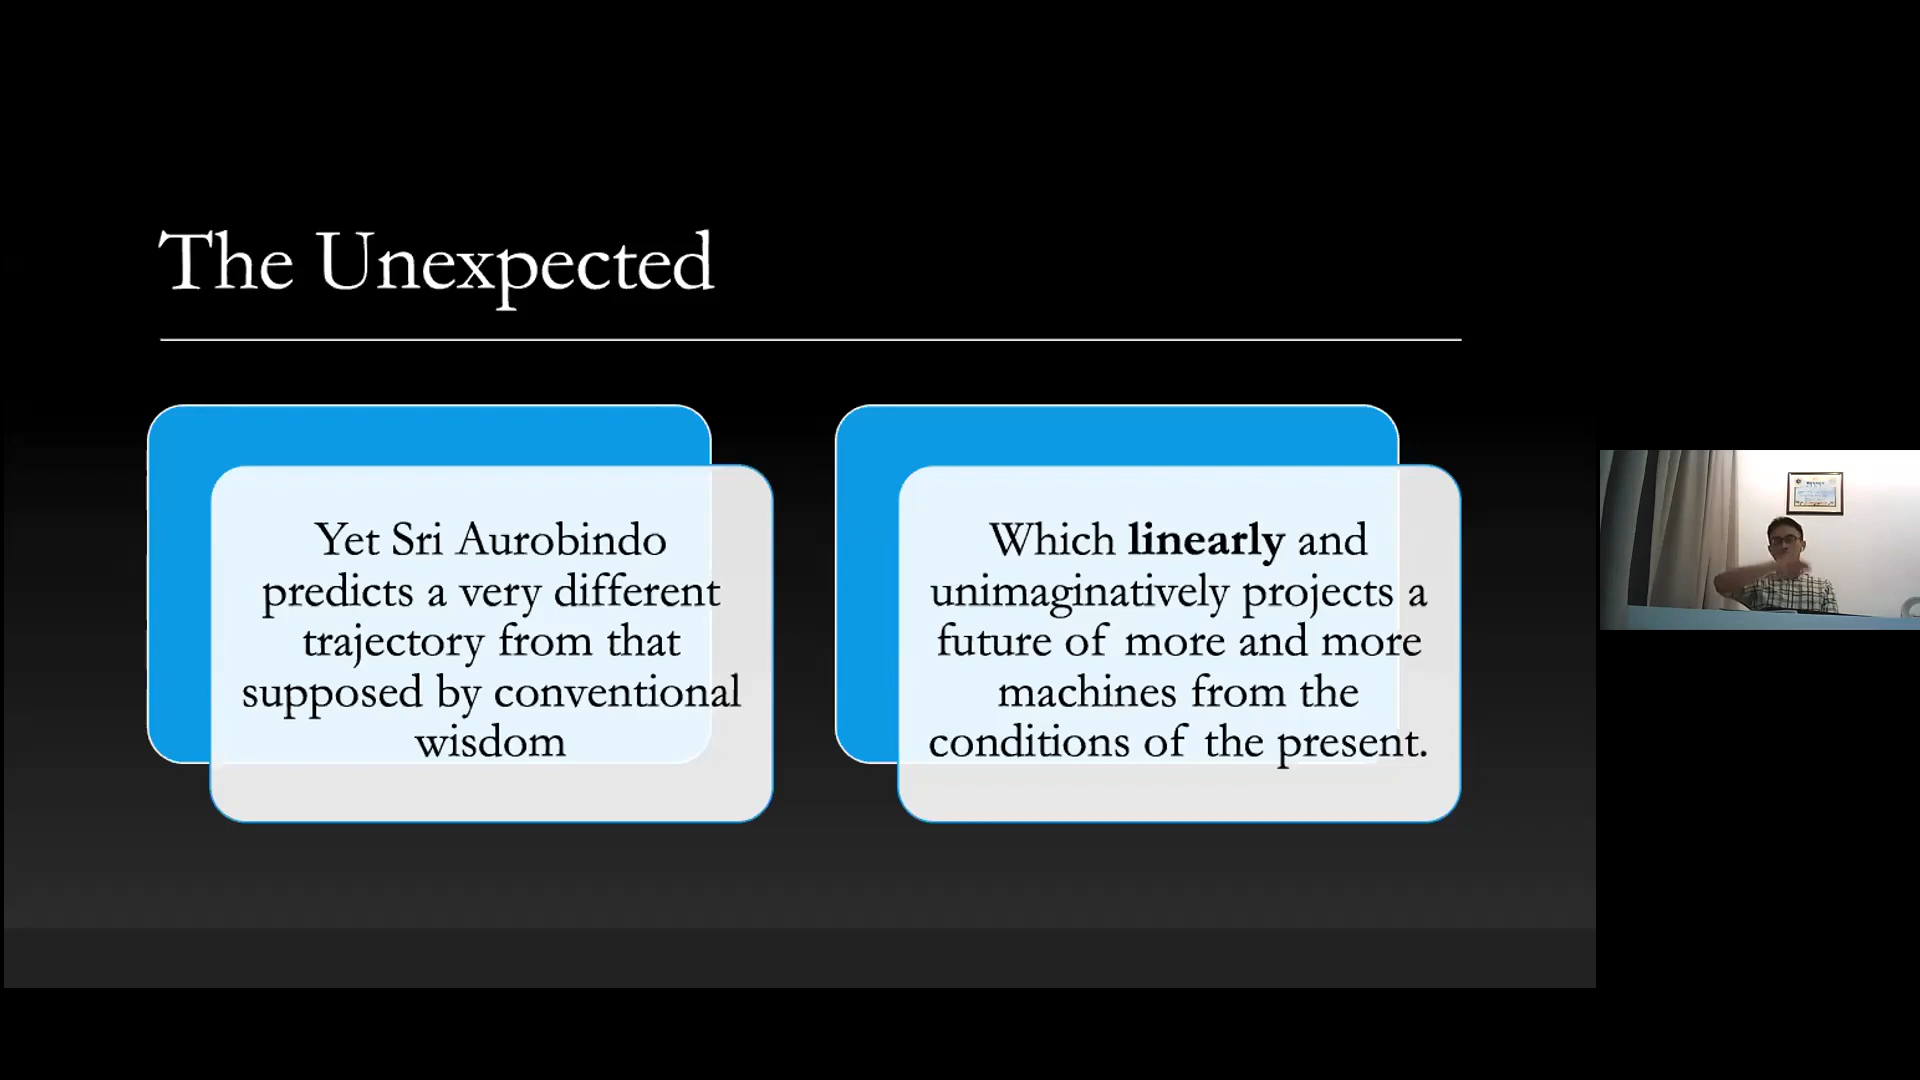 The Unexpected
Yet Sri Aurobindo
predicts a very different
trajectory from that
supposed by conventional
wisdom
Which linearly and
unimaginatively projects a
future of more and more
machines from the
conditions of the present.